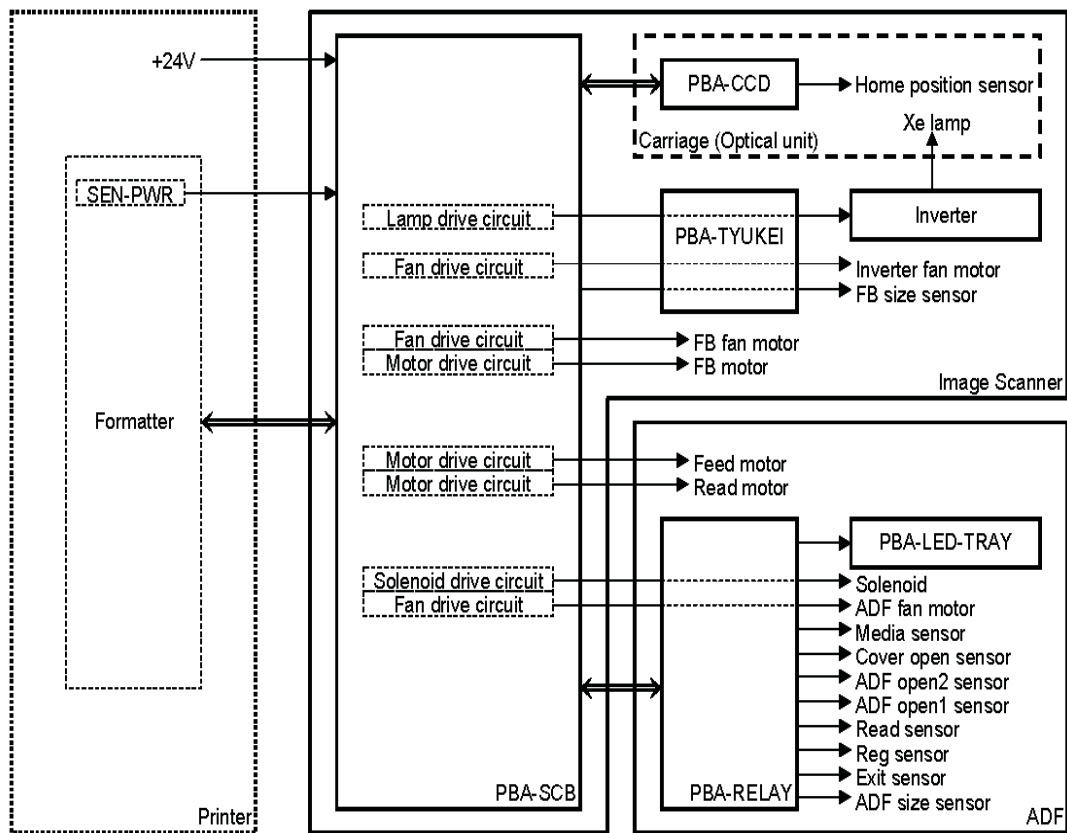 +24V
PBA-CCD
Home position sensor
Xe lamp
Carriage (Optical unit)
SEN-PWR
Lamp drive circuit
PBA-TYUKEI
Inverter
Fan drive circuit
Inverter fan motor
FB size sensor
Fan drive circuit
FB fan motor
Motor drive circuit
FB motor
Image Scanner
Formatter
Motor drive circuit
Feed motor
Motor drive circuit
Read motor
PBA-LED-TRAY
Solenoid drive circuit
Solenoid
Fan drive circuit
ADF fan motor
Media sensor
Cover open sensor
ADF open2 sensor
ADF open1 sensor
Read sensor
Reg sensor
Exit sensor
ADF size sensor
PBA-SCB
PBA-RELAY
Printer
ADF